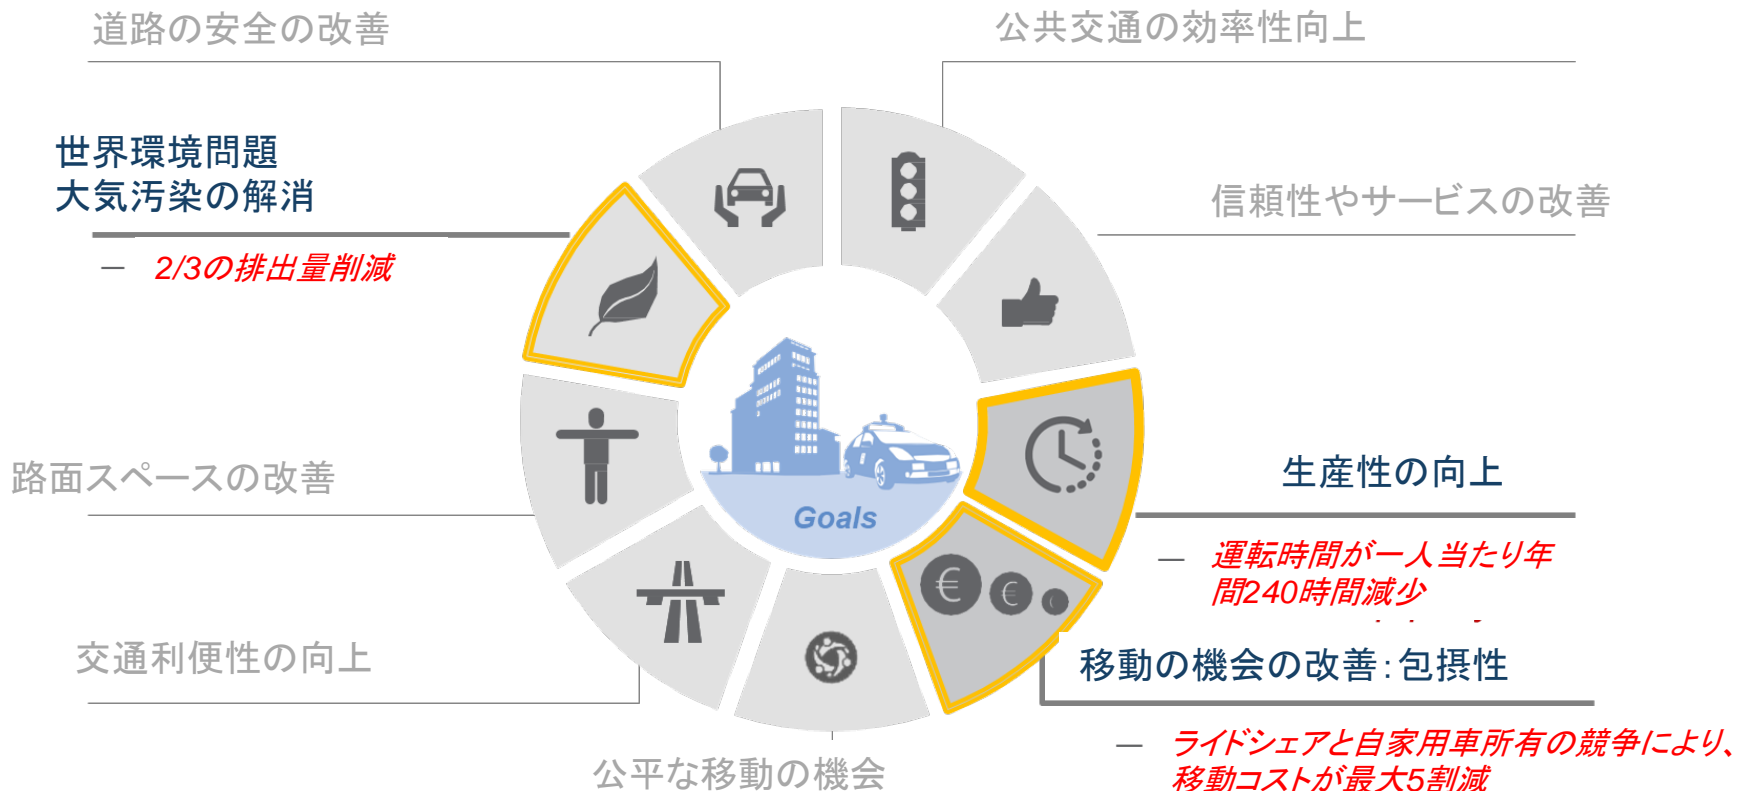 道路の安全の改善
公共交通の効率性向上
世界環境問題
大気汚染の解消
― 2/3の排出量削減
信頼性やサービスの改善
路面スペースの改善
Goals
生産性の向上
― 運転時間が一人当たり年
間240時間減少
交通利便性の向上
€ €
移動の機会の改善：包摂性
公平な移動の機会
― ライドシェアと自家用車所有の競争により、
移動コストが最大5割減